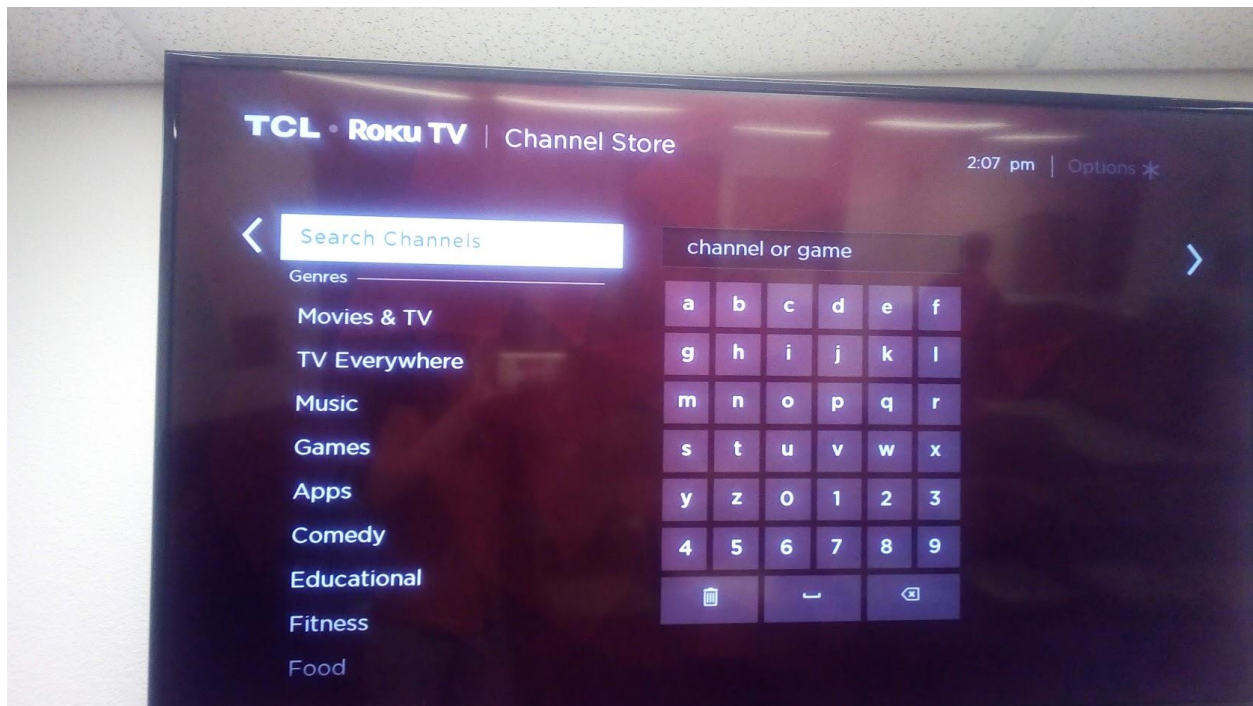 TCL • Roku TV | Channel Store
2:07 pm | Options
Search Channels
Genres
Movies & TV
TV Everywhere
Music
Games
Apps
Comedy
Educational
Fitness
Food
channel or game
a b c d e f
g h i j k l
m n o p q r
s t u v w x
y z 0 1 2 3
4 5 6 7 8 9